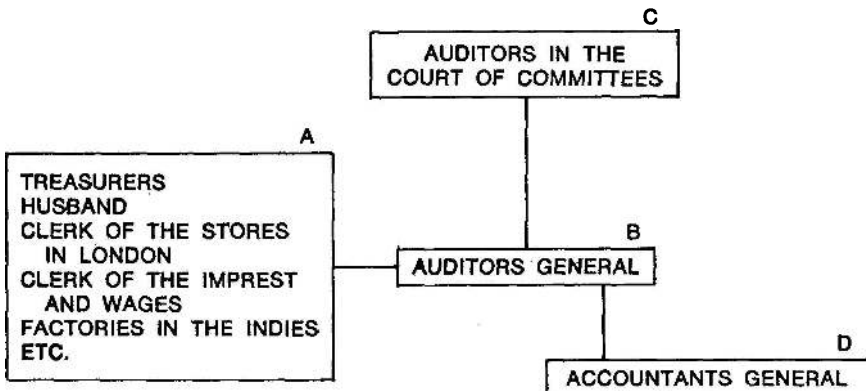 C
AUDITORS IN THE
COURT OF COMMITTEES
A
TREASURERS
HUSBAND
CLERK OF THE STORES
IN LONDON
CLERK OF THE IMPREST
AND WAGES
FACTORIES IN THE INDIES
ETC.
B
AUDITORS GENERAL
D
ACCOUNTANTS GENERAL